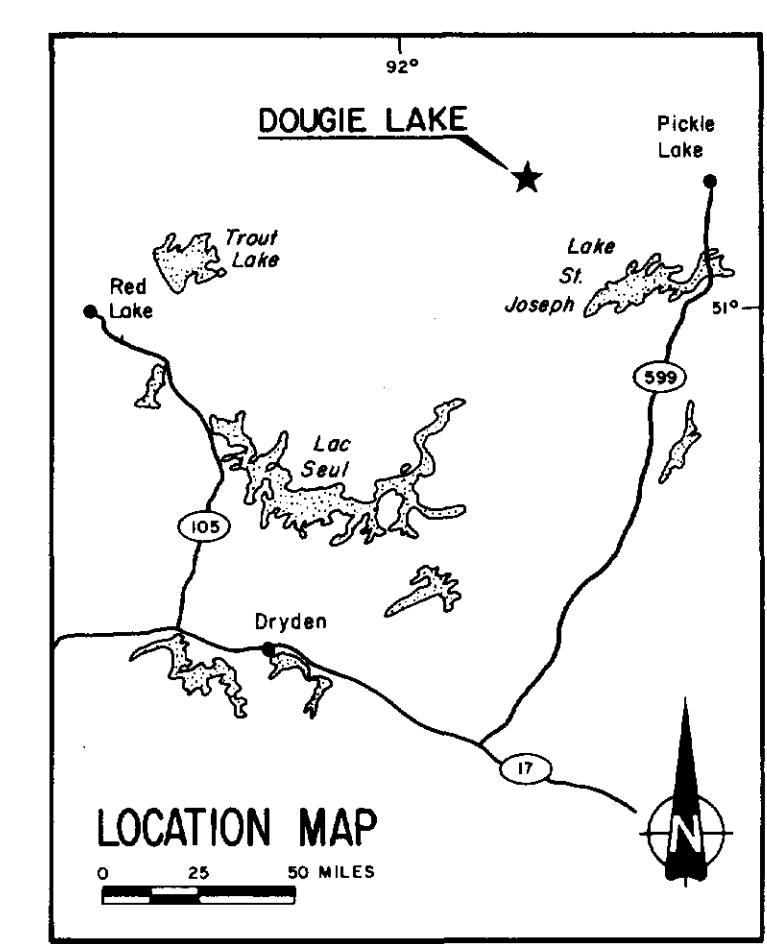 92°
DOUGIE LAKE
Pickle
Lake
Trout
Lake
Lake
St.
Joseph
Red
Lake
51°
599
Lac
Seul
105
Dryden
17
N
LOCATION MAP
0 25 50 MILES